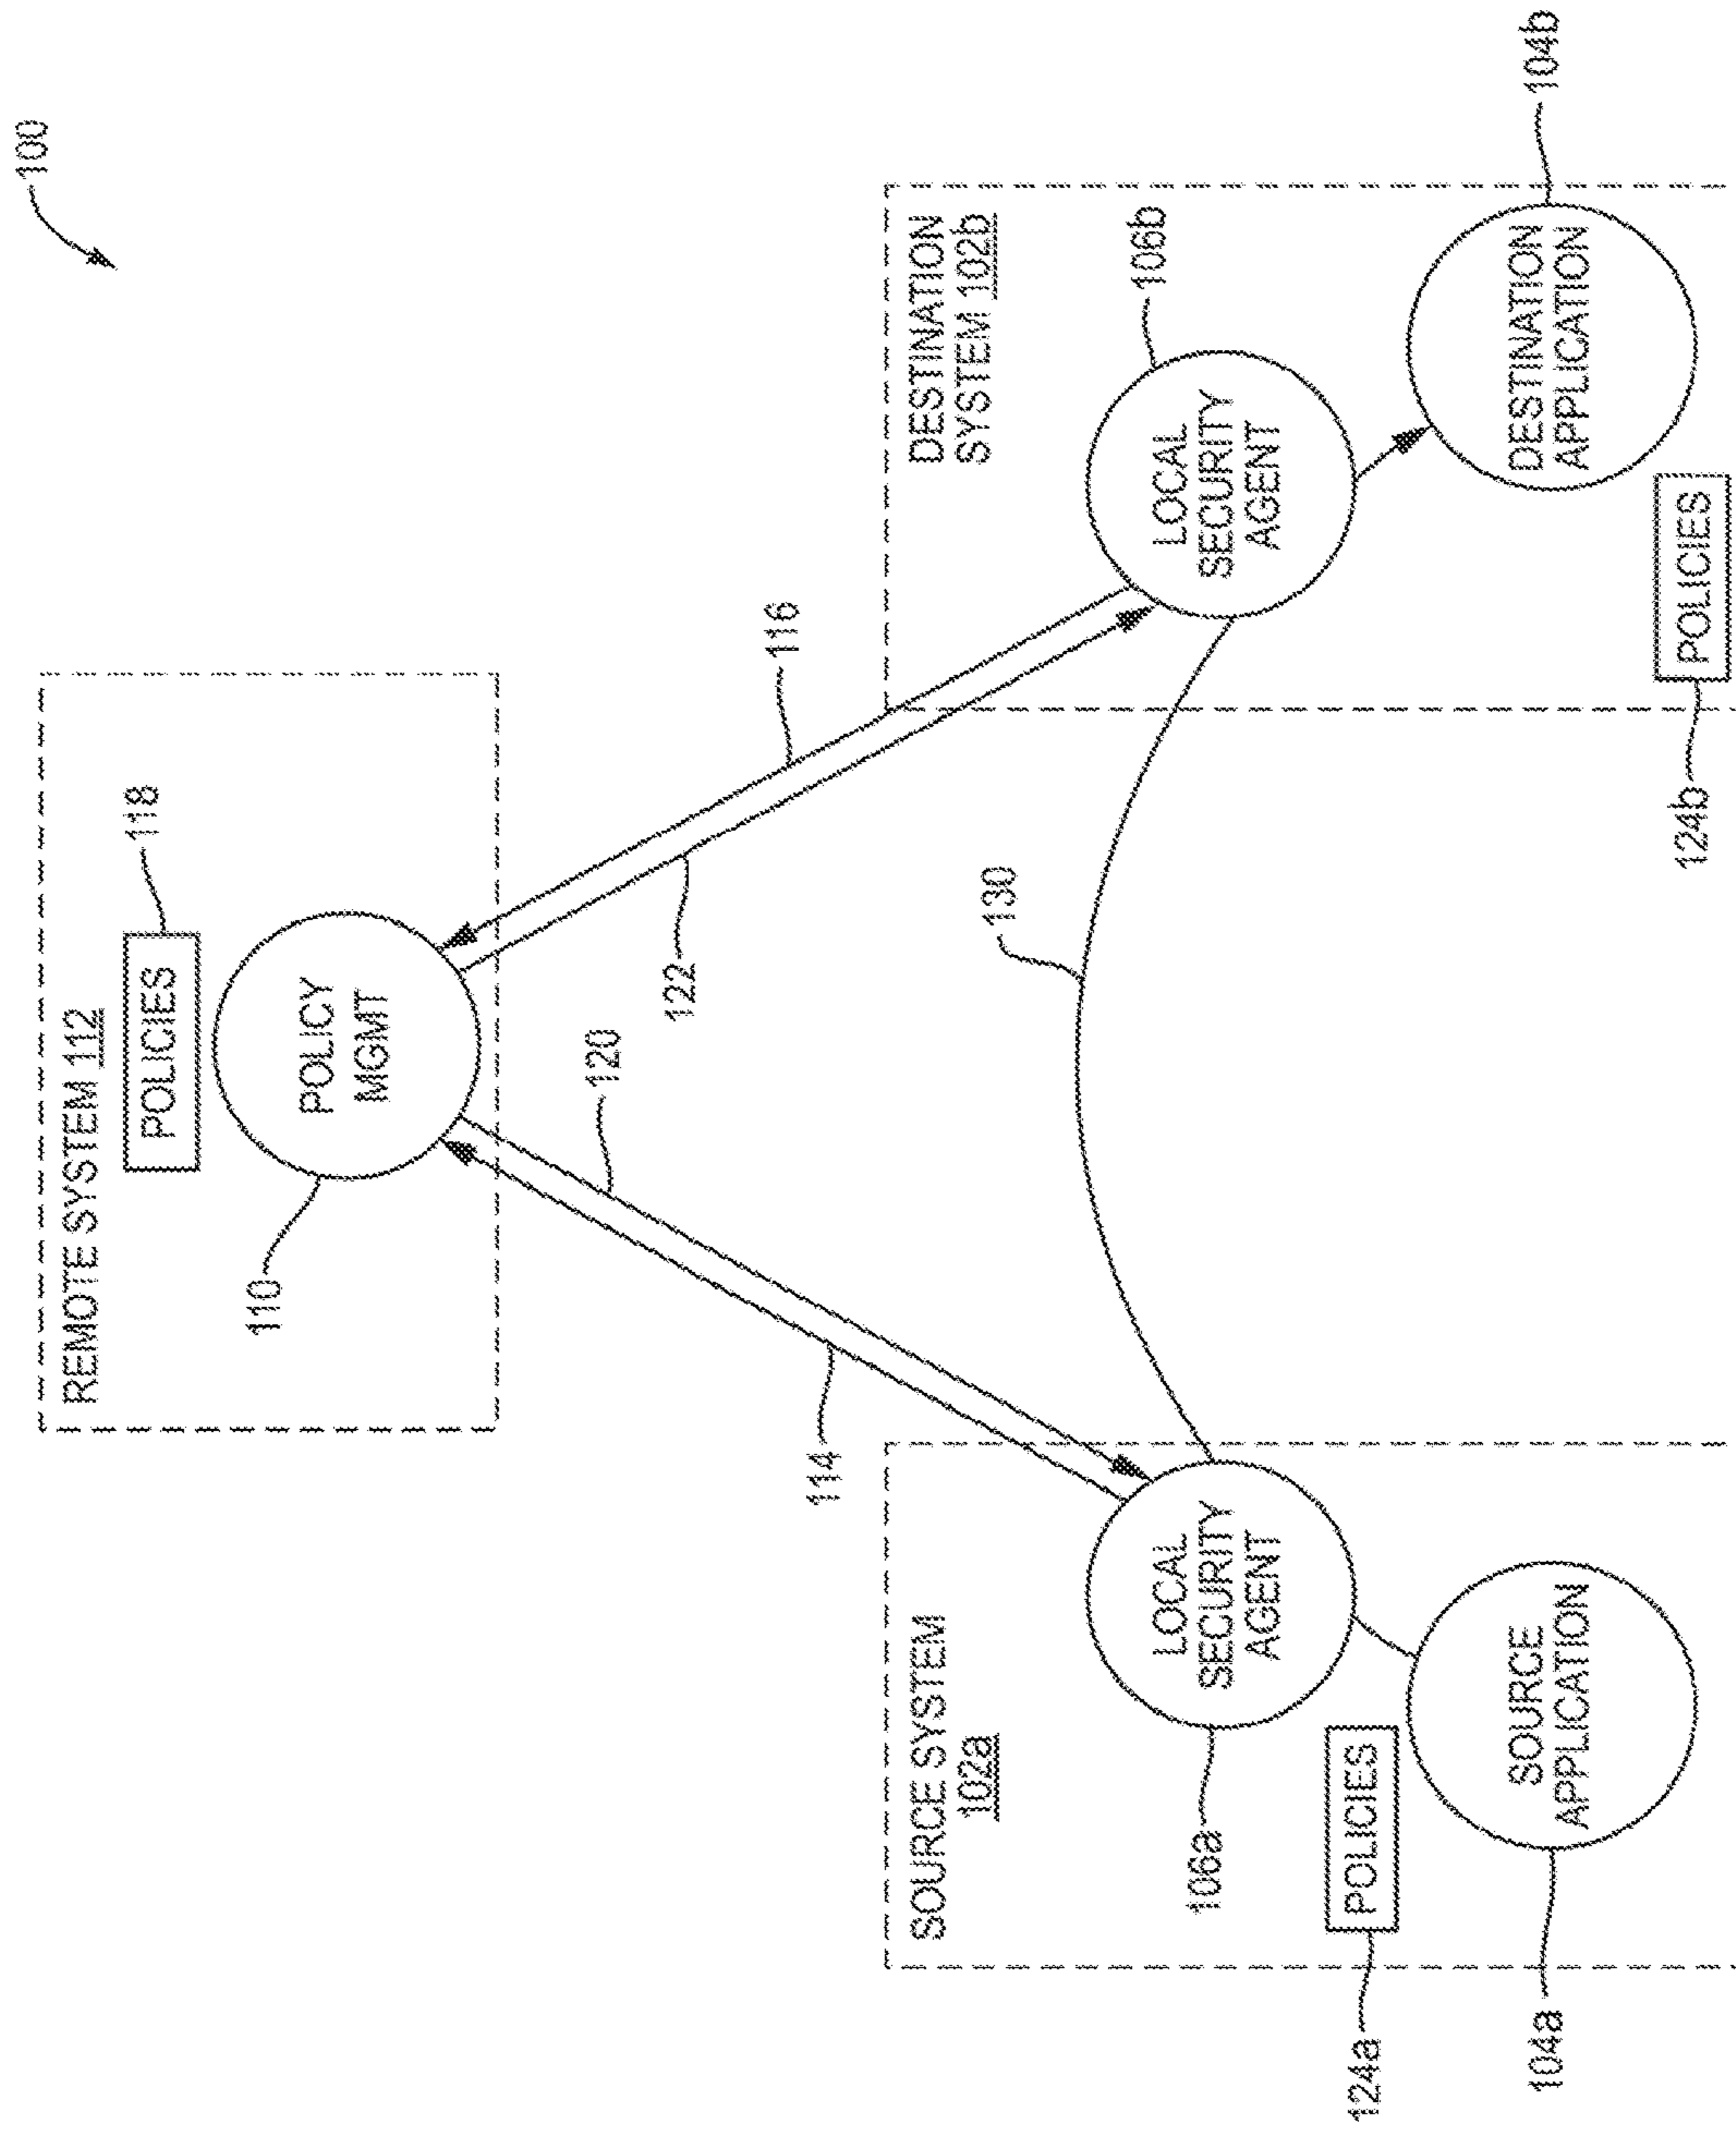 100
REMOTE SYSTEM 112
POLICIES
118
POLICY
MGMT
110
114
120
122
116
130
SOURCE SYSTEM
102a
LOCAL
SECURITY
AGENT
106a
POLICIES
124a
SOURCE
APPLICATION
104a
DESTINATION
SYSTEM 102b
LOCAL
SECURITY
AGENT
106b
DESTINATION
APPLICATION
104b
POLICIES
124b